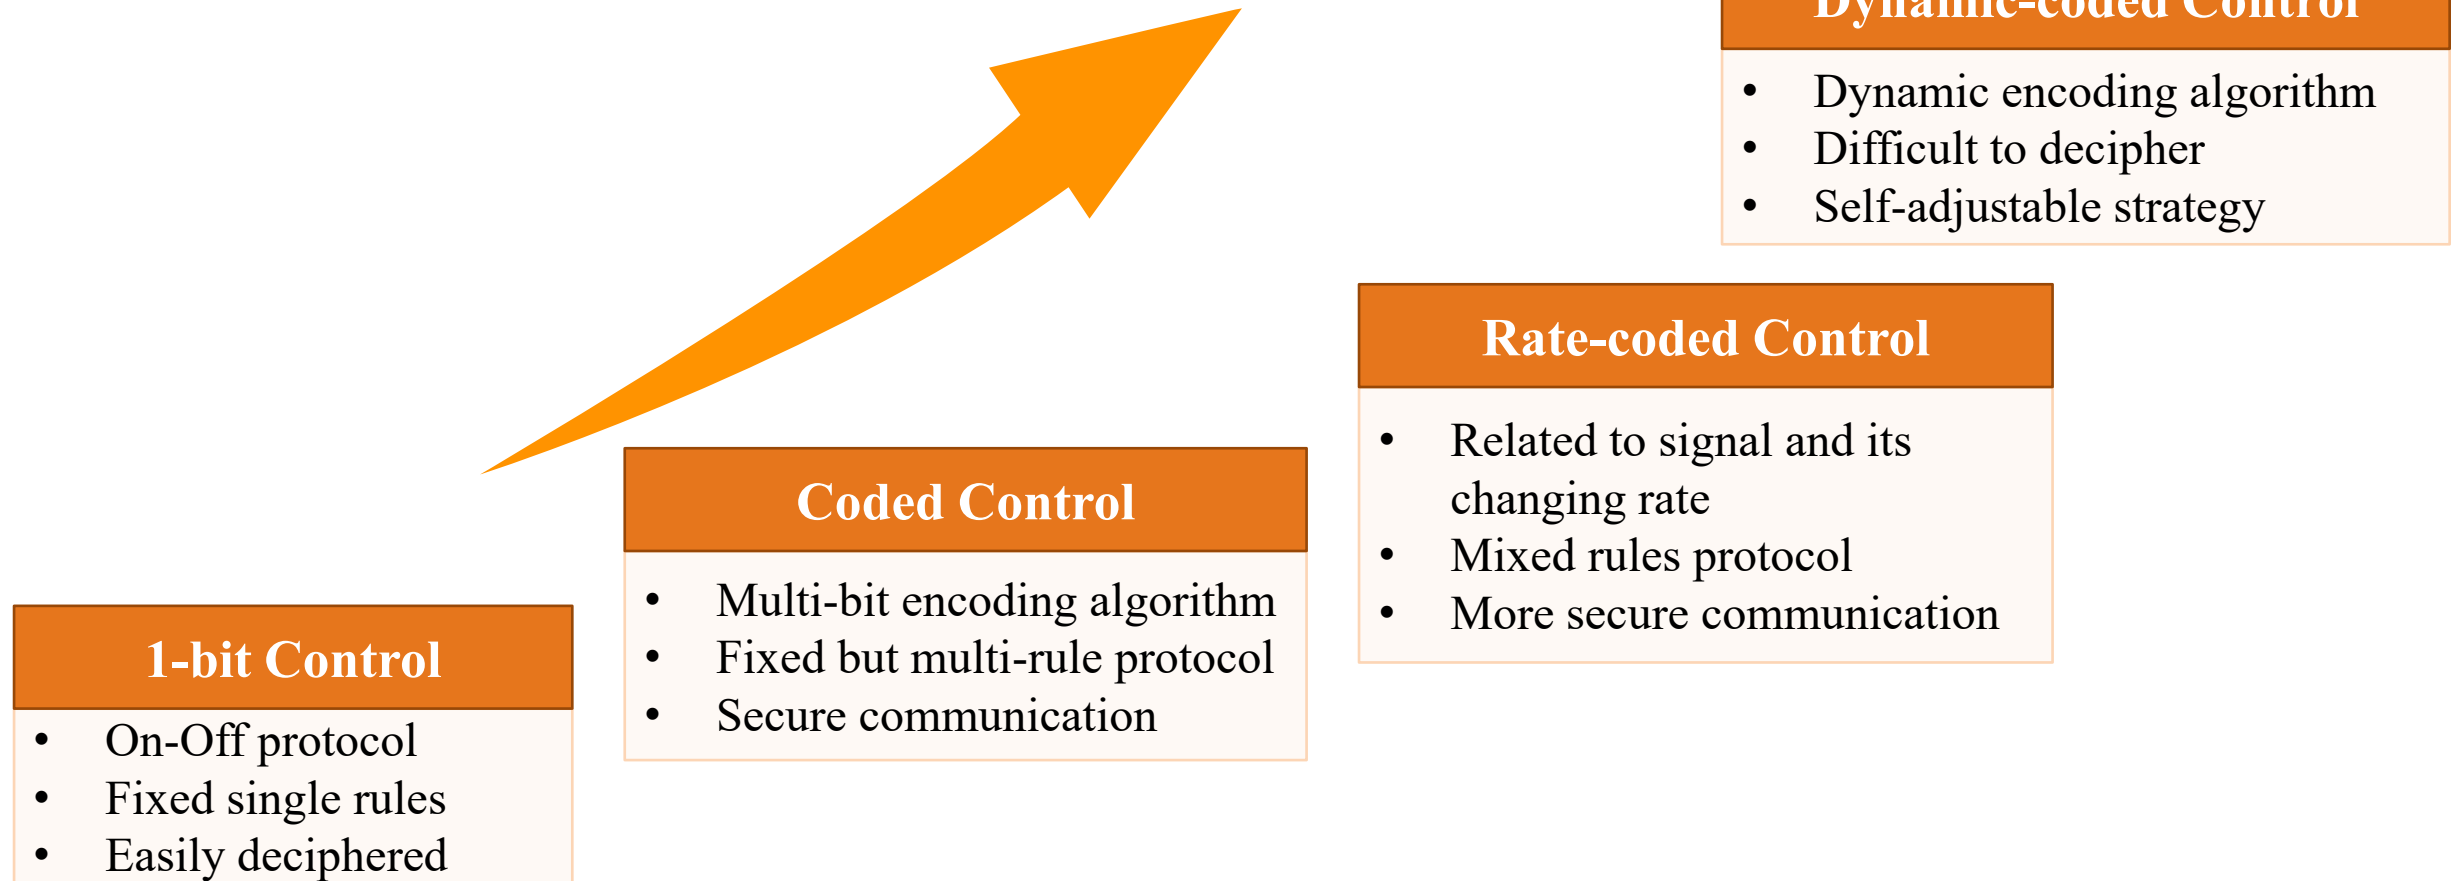 Dynamic-coded Control
• Dynamic encoding algorithm
• Difficult to decipher
• Self-adjustable strategy
Rate-coded Control
• Related to signal and its
changing rate
• Mixed rules protocol
• More secure communication
Coded Control
• Multi-bit encoding algorithm
• Fixed but multi-rule protocol
• Secure communication
1-bit Control
• On-Off protocol
• Fixed single rules
• Easily deciphered